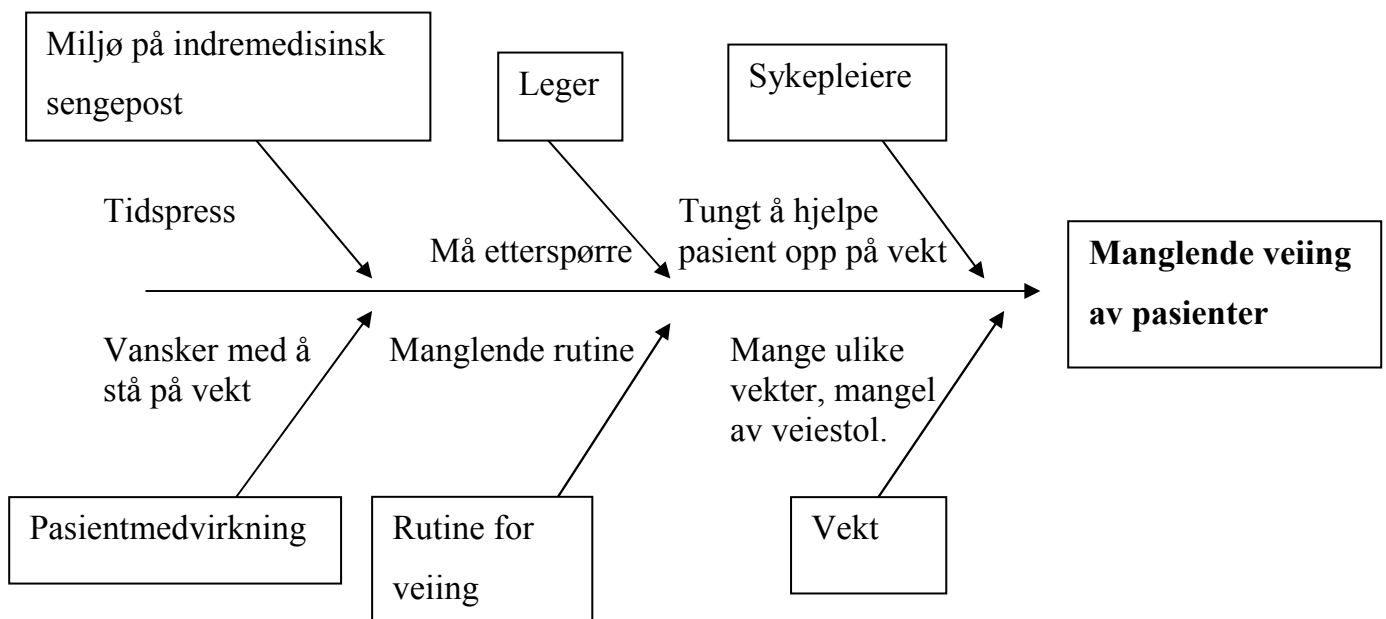 Miljø på indremedisinsk
sengepost
Leger
Sykepleiere
Tidspress
Må etterspørre
Tungt å hjelpe
pasient opp på vekt
Manglende veiing
av pasienter
Vansker med å
stå på vekt
Manglende rutine
Mange ulike
vekter, mangel
av veiestol.
Pasientmedvirkning
Rutine for
veiing
Vekt